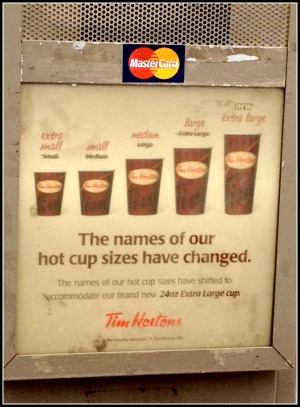 MasterCard
new
extra small
small
medium
large
extra large
Small
Medium
Large
Extra Large
Tim Hortons
Tim Hortons
Tim Hortons
Tim Hortons
Tim Hortons
The names of our
hot cup sizes have changed.
The names of our hot cup sizes have shifted to
accommodate our brand new 24oz Extra Large cup.
Tim Hortons